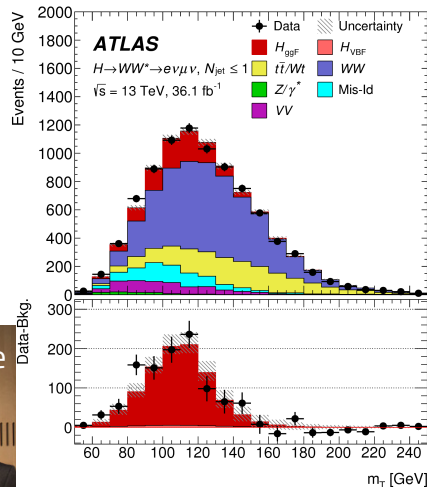 Events / 10 GeV
2000
1800
1600
1400
1200
1000
800
600
400
200
0
ATLAS
H→WW*→eνμν, N_jet ≤ 1
√s = 13 TeV, 36.1 fb⁻¹
Data
Uncertainty
H_ggF
H_VBF
tt̄/Wt
WW
Z/γ*
Mis-Id
VV
Data-Bkg.
300
200
100
0
60 80 100 120 140 160 180 200 220 240
m_T [GeV]